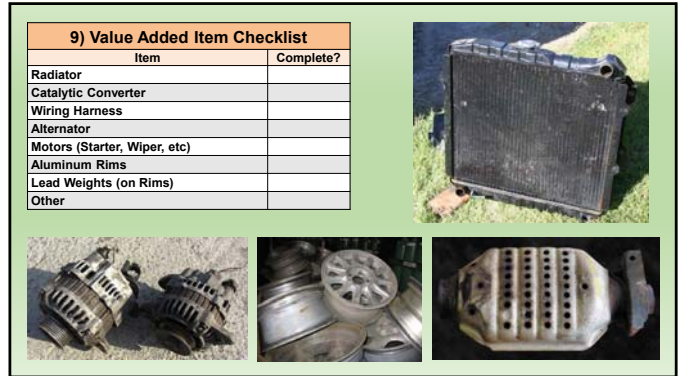 9) Value Added Item Checklist
Item Complete?
Radiator
Catalytic Converter
Wiring Harness
Alternator
Motors (Starter, Wiper, etc)
Aluminum Rims
Lead Weights (on Rims)
Other